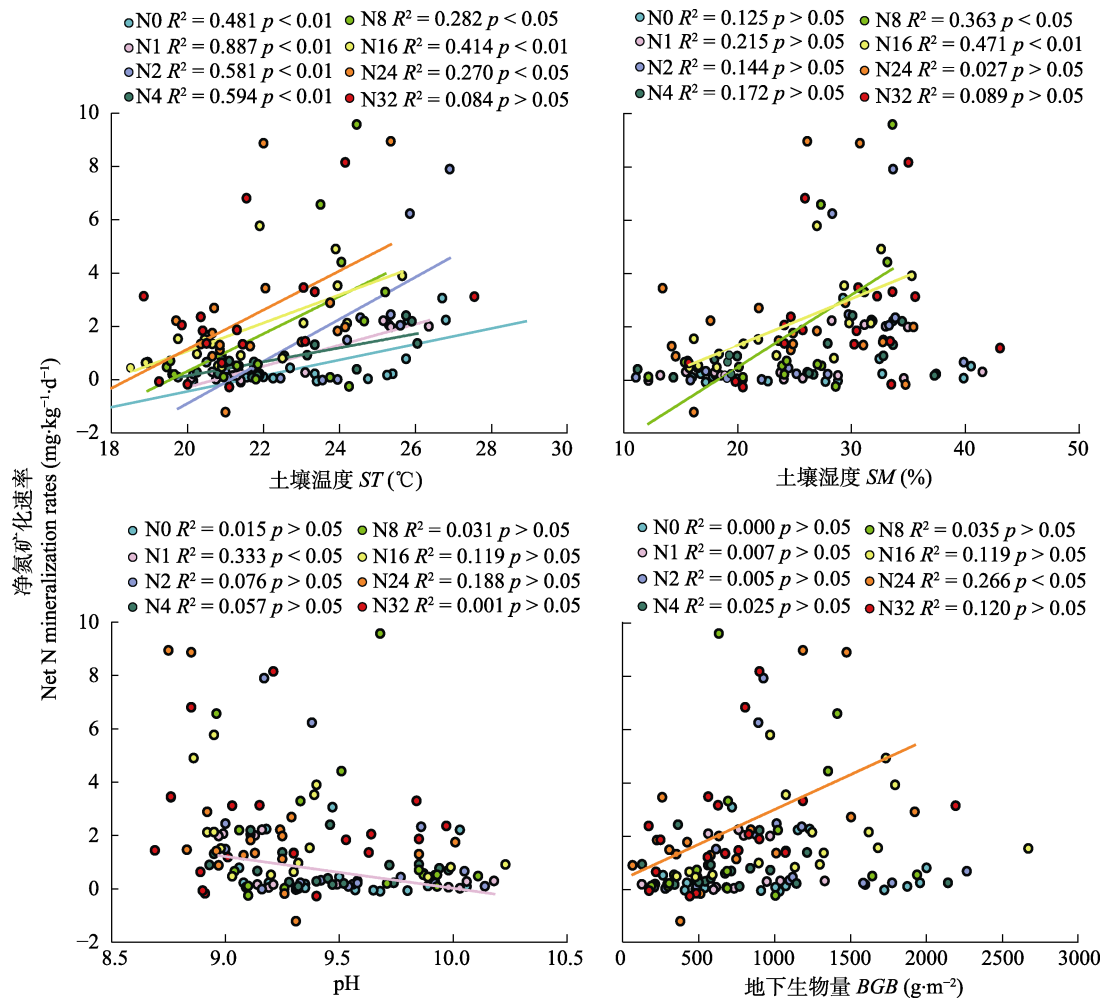 N0 R² = 0.481 p < 0.01 N8 R² = 0.282 p < 0.05
N1 R² = 0.887 p < 0.01 N16 R² = 0.414 p < 0.01
N2 R² = 0.581 p < 0.01 N24 R² = 0.270 p < 0.05
N4 R² = 0.594 p < 0.01 N32 R² = 0.084 p > 0.05
10
8
6
4
2
0
−2
18 20 22 24 26 28 30
土壤温度 ST (℃)
N0 R² = 0.125 p > 0.05 N8 R² = 0.363 p < 0.05
N1 R² = 0.215 p > 0.05 N16 R² = 0.471 p < 0.01
N2 R² = 0.144 p > 0.05 N24 R² = 0.027 p > 0.05
N4 R² = 0.172 p > 0.05 N32 R² = 0.089 p > 0.05
10 20 30 40 50
土壤湿度 SM (%)
净氮矿化速率
Net N mineralization rates (mg·kg⁻¹·d⁻¹)
N0 R² = 0.015 p > 0.05 N8 R² = 0.031 p > 0.05
N1 R² = 0.333 p < 0.05 N16 R² = 0.119 p > 0.05
N2 R² = 0.076 p > 0.05 N24 R² = 0.188 p > 0.05
N4 R² = 0.057 p > 0.05 N32 R² = 0.001 p > 0.05
10
8
6
4
2
0
−2
8.5 9.0 9.5 10.0 10.5
pH
N0 R² = 0.000 p > 0.05 N8 R² = 0.035 p > 0.05
N1 R² = 0.007 p > 0.05 N16 R² = 0.119 p > 0.05
N2 R² = 0.005 p > 0.05 N24 R² = 0.266 p < 0.05
N4 R² = 0.025 p > 0.05 N32 R² = 0.120 p > 0.05
0 500 1000 1500 2000 2500 3000
地下生物量 BGB (g·m⁻²)